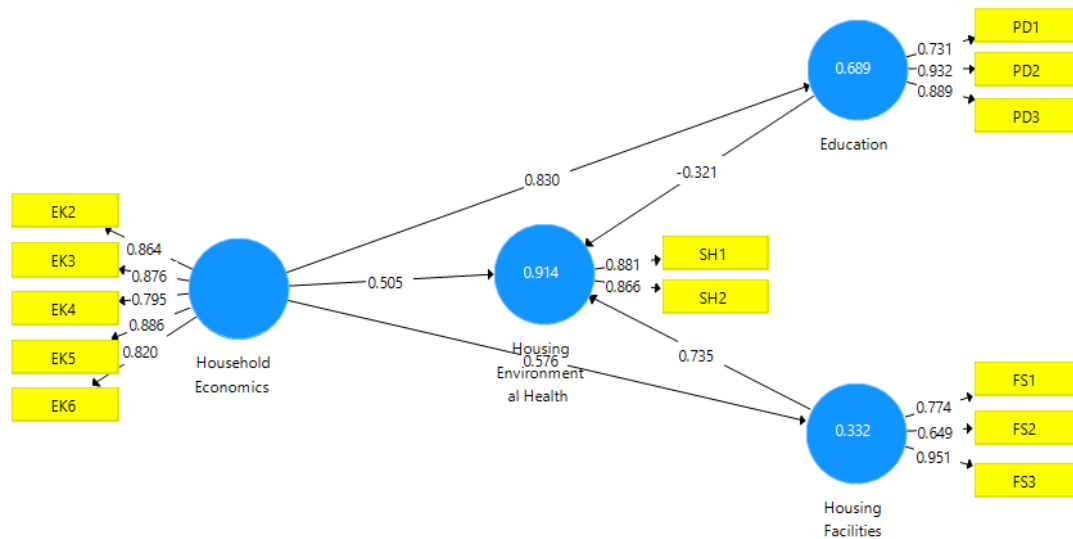 PD1
0.731
0.689
0.932
PD2
0.889
PD3
Education
0.830
-0.321
EK2
0.864
EK3
0.876
EK4
0.795
0.886
EK5
0.820
EK6
Household
Economics
0.505
0.914
0.881
SH1
0.866
SH2
Housing
Environment
al Health
0.576
0.735
0.332
FS1
0.774
FS2
0.649
0.951
FS3
Housing
Facilities